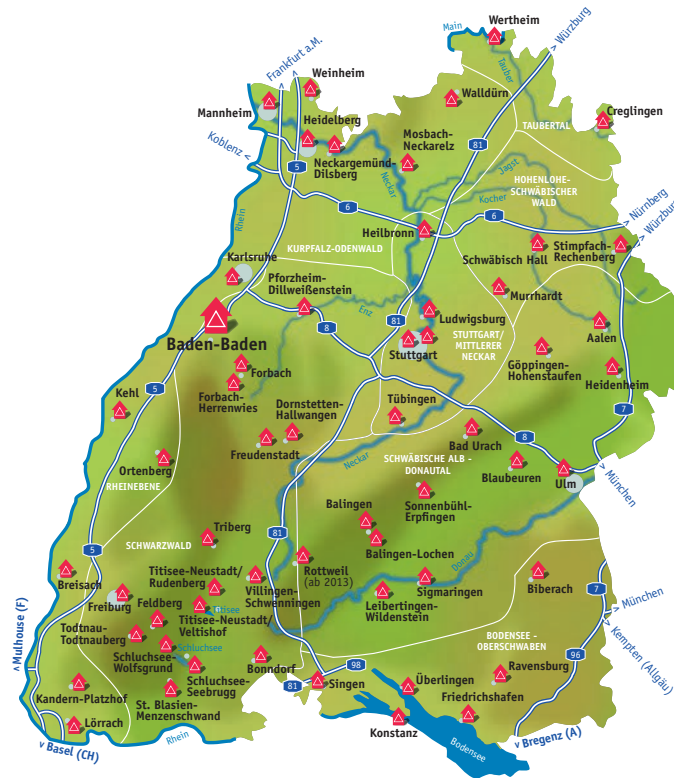 Wertheim
Main
> Würzburg
Frankfurt a.M. >
Weinheim
Tauber
Walldürn
Mannheim
Creglingen
Heidelberg
TAUBERTAL
Mosbach-
Neckarelz
Koblenz <
5
81
Neckargemünd-
Dilsberg
Jagst
HOHENLOHE-
SCHWÄBISCHER
WALD
Neckar
Kocher
Rhein
6
6
> Nürnberg
> Würzburg
Heilbronn
KURPFALZ-ODENWALD
Schwäbisch Hall
Stimpfach-
Rechenberg
Karlsruhe
Pforzheim-
Dillweißenstein
Murrhardt
Enz
Ludwigsburg
81
8
Baden-Baden
Stuttgart
STUTTGART/
MITTLERER
NECKAR
Aalen
Göppingen-
Hohenstaufen
Heidenheim
Forbach
5
Kehl
Forbach-
Herrenwies
Dornstetten-
Hallwangen
Tübingen
7
Freudenstadt
Bad Urach
8
Neckar
SCHWÄBISCHE ALB -
DONAUTAL
Ortenberg
Blaubeuren
Ulm
> München
RHEINEBENE
Sonnenbühl-
Erpfingen
Balingen
Triberg
81
SCHWARZWALD
Balingen-Lochen
5
Donau
Titisee-Neustadt/
Rudenberg
Rottweil
(ab 2013)
Breisach
Villingen-
Schwenningen
Sigmaringen
Biberach
7
Freiburg
Feldberg
Titisee
Leibertingen-
Wildenstein
> München
Titisee-Neustadt/
Veltishof
Todtnau-
Todtnauberg
> Mulhouse (F)
Schluchsee
BODENSEE -
OBERSCHWABEN
> Kempten (Allgäu)
Schluchsee-
Wolfsgrund
Bonndorf
98
96
Schluchsee-
Seebrugg
81
Singen
Überlingen
Ravensburg
Kandern-Platzhof
St. Blasien-
Menzenschwand
Friedrichshafen
Lörrach
Konstanz
Rhein
Bodensee
> Basel (CH)
> Bregenz (A)